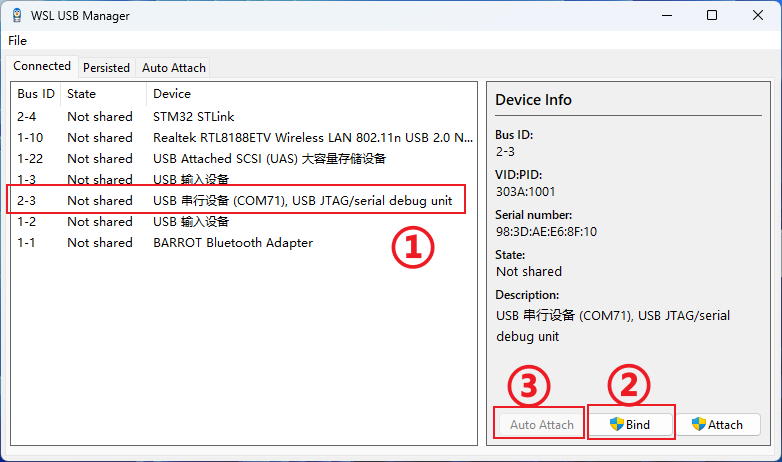 WSL USB Manager
File
Connected Persisted Auto Attach
Bus ID State Device
2-4 Not shared STM32 STLink
1-10 Not shared Realtek RTL8188ETV Wireless LAN 802.11n USB 2.0 N...
1-22 Not shared USB Attached SCSI (UAS) 大容量存储设备
1-3 Not shared USB 输入设备
2-3 Not shared USB 串行设备 (COM71), USB JTAG/serial debug unit
1-2 Not shared USB 输入设备
1-1 Not shared BARROT Bluetooth Adapter
①
Device Info
Bus ID:
2-3
VID:PID:
303A:1001
Serial number:
98:3D:AE:E6:8F:10
State:
Not shared
Description:
USB 串行设备 (COM71), USB JTAG/serial
debug unit
③ ②
Auto Attach Bind Attach